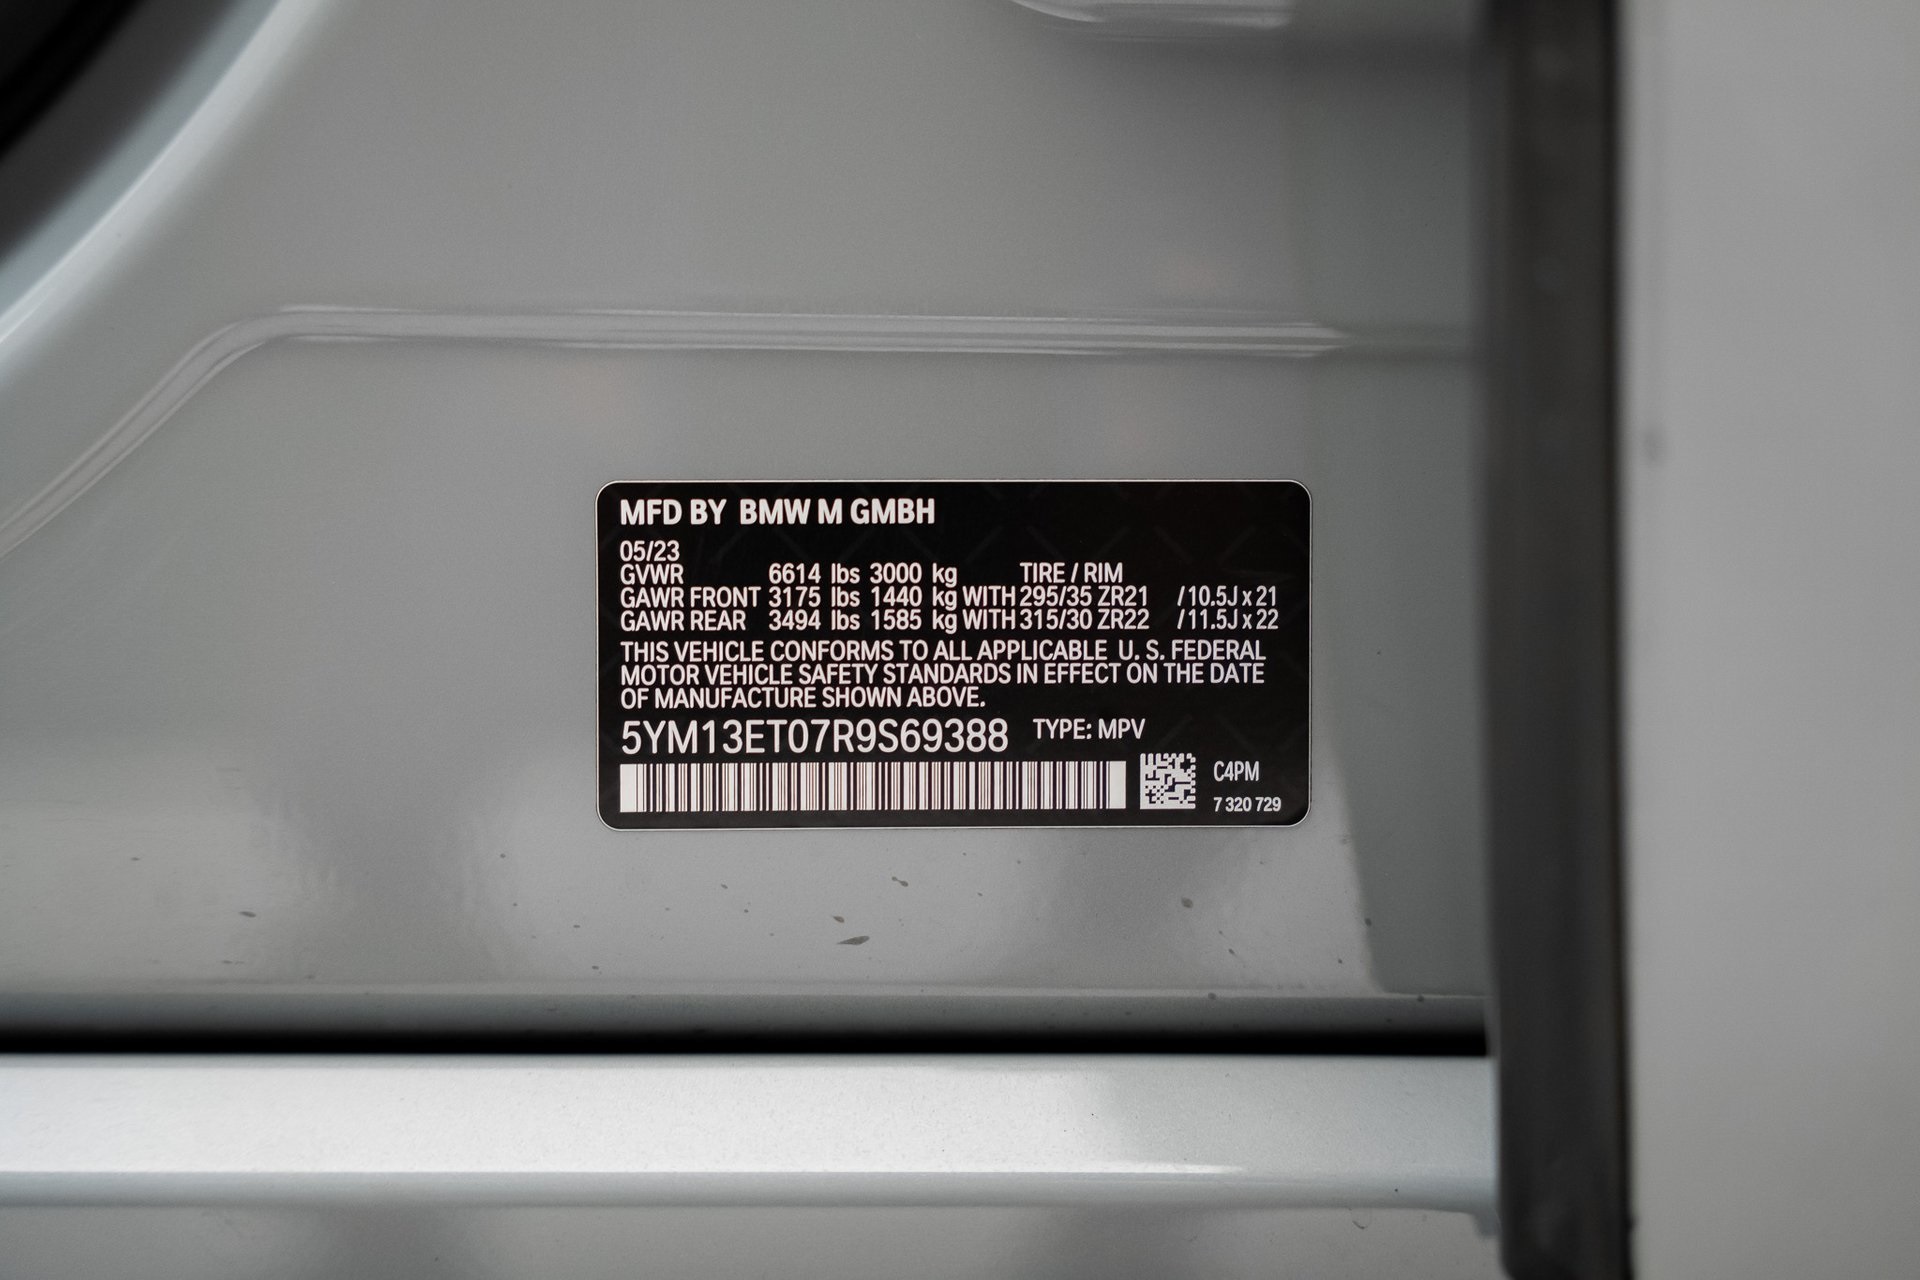 MFD BY BMW M GMBH
05/23
GVWR 6614 lbs 3000 kg TIRE / RIM
GAWR FRONT 3175 lbs 1440 kg WITH 295/35 ZR21 /10.5J x 21
GAWR REAR 3494 lbs 1585 kg WITH 315/30 ZR22 /11.5J x 22
THIS VEHICLE CONFORMS TO ALL APPLICABLE U. S. FEDERAL
MOTOR VEHICLE SAFETY STANDARDS IN EFFECT ON THE DATE
OF MANUFACTURE SHOWN ABOVE.
5YM13ET07R9S69388 TYPE: MPV
C4PM
7 320 729